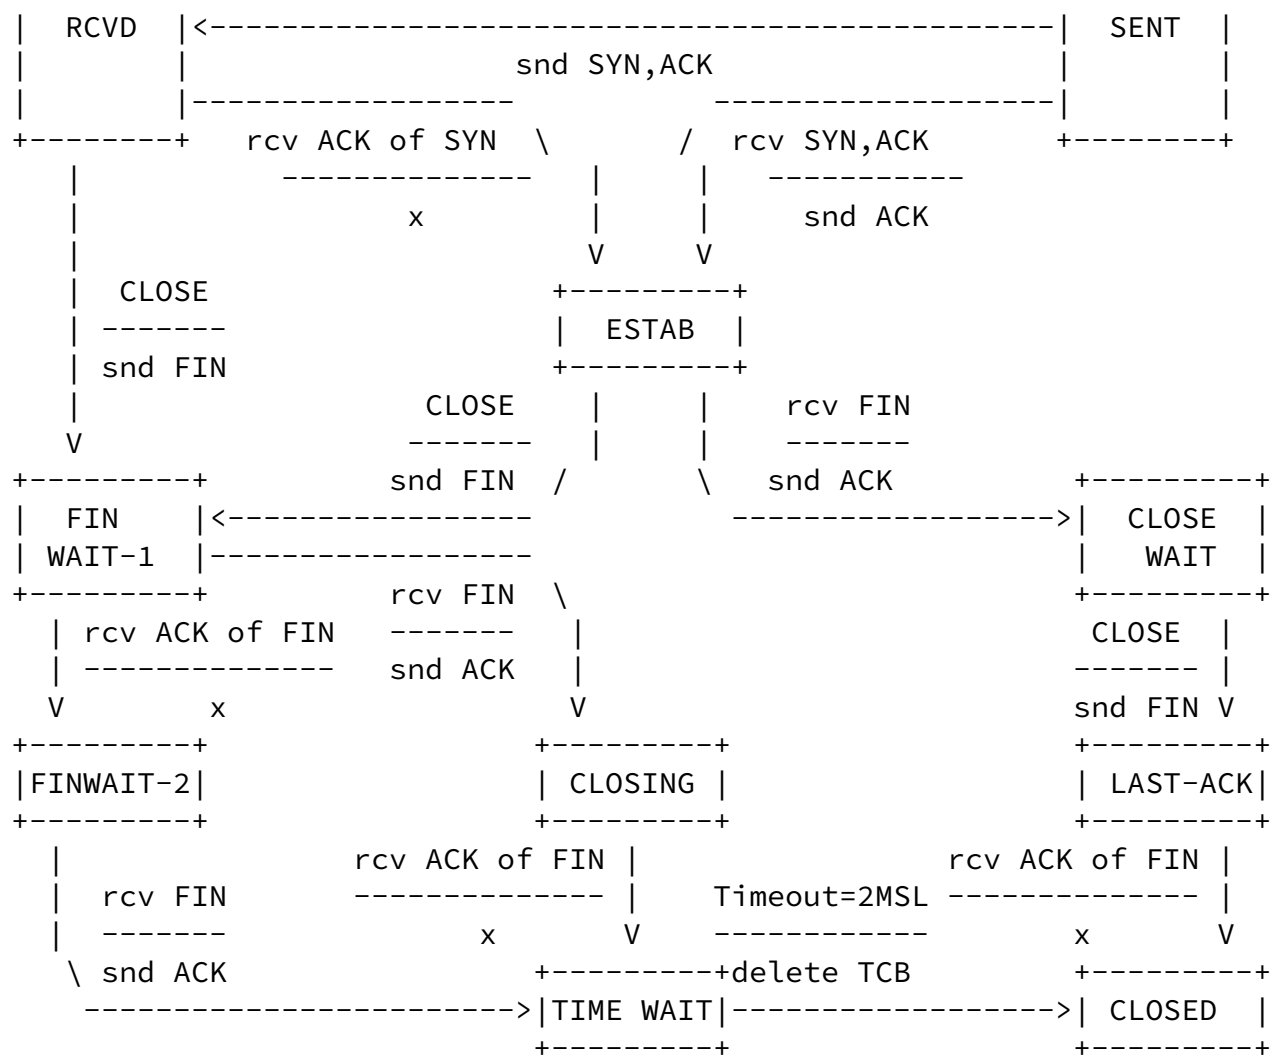 |  RCVD  |<-----------------------------------------------|  SENT  |
|        |                  snd SYN,ACK                   |        |
|        |------------------           -------------------|        |
+--------+   rcv ACK of SYN  \       /  rcv SYN,ACK       +--------+
   |           --------------   |     |   -----------
   |                  x         |     |     snd ACK
   |                            V     V
   |  CLOSE                   +---------+
   | -------                  |  ESTAB  |
   | snd FIN                  +---------+
   |                   CLOSE    |     |    rcv FIN
   V                  -------   |     |    -------
+---------+          snd FIN  /       \   snd ACK          +---------+
|  FIN    |<-----------------           ------------------>|  CLOSE  |
| WAIT-1  |------------------                              |   WAIT  |
+---------+          rcv FIN  \                            +---------+
  | rcv ACK of FIN   -------   |                            CLOSE  |
  | --------------   snd ACK   |                           ------- |
  V        x                   V                           snd FIN V
+---------+                  +---------+                   +---------+
|FINWAIT-2|                  | CLOSING |                   | LAST-ACK|
+---------+                  +---------+                   +---------+
  |                rcv ACK of FIN |                 rcv ACK of FIN |
  |  rcv FIN       -------------- |    Timeout=2MSL -------------- |
  |  -------              x       V    ------------        x       V
   \ snd ACK                 +---------+delete TCB         +---------+
    ------------------------>|TIME WAIT|------------------>| CLOSED  |
                             +---------+                   +---------+